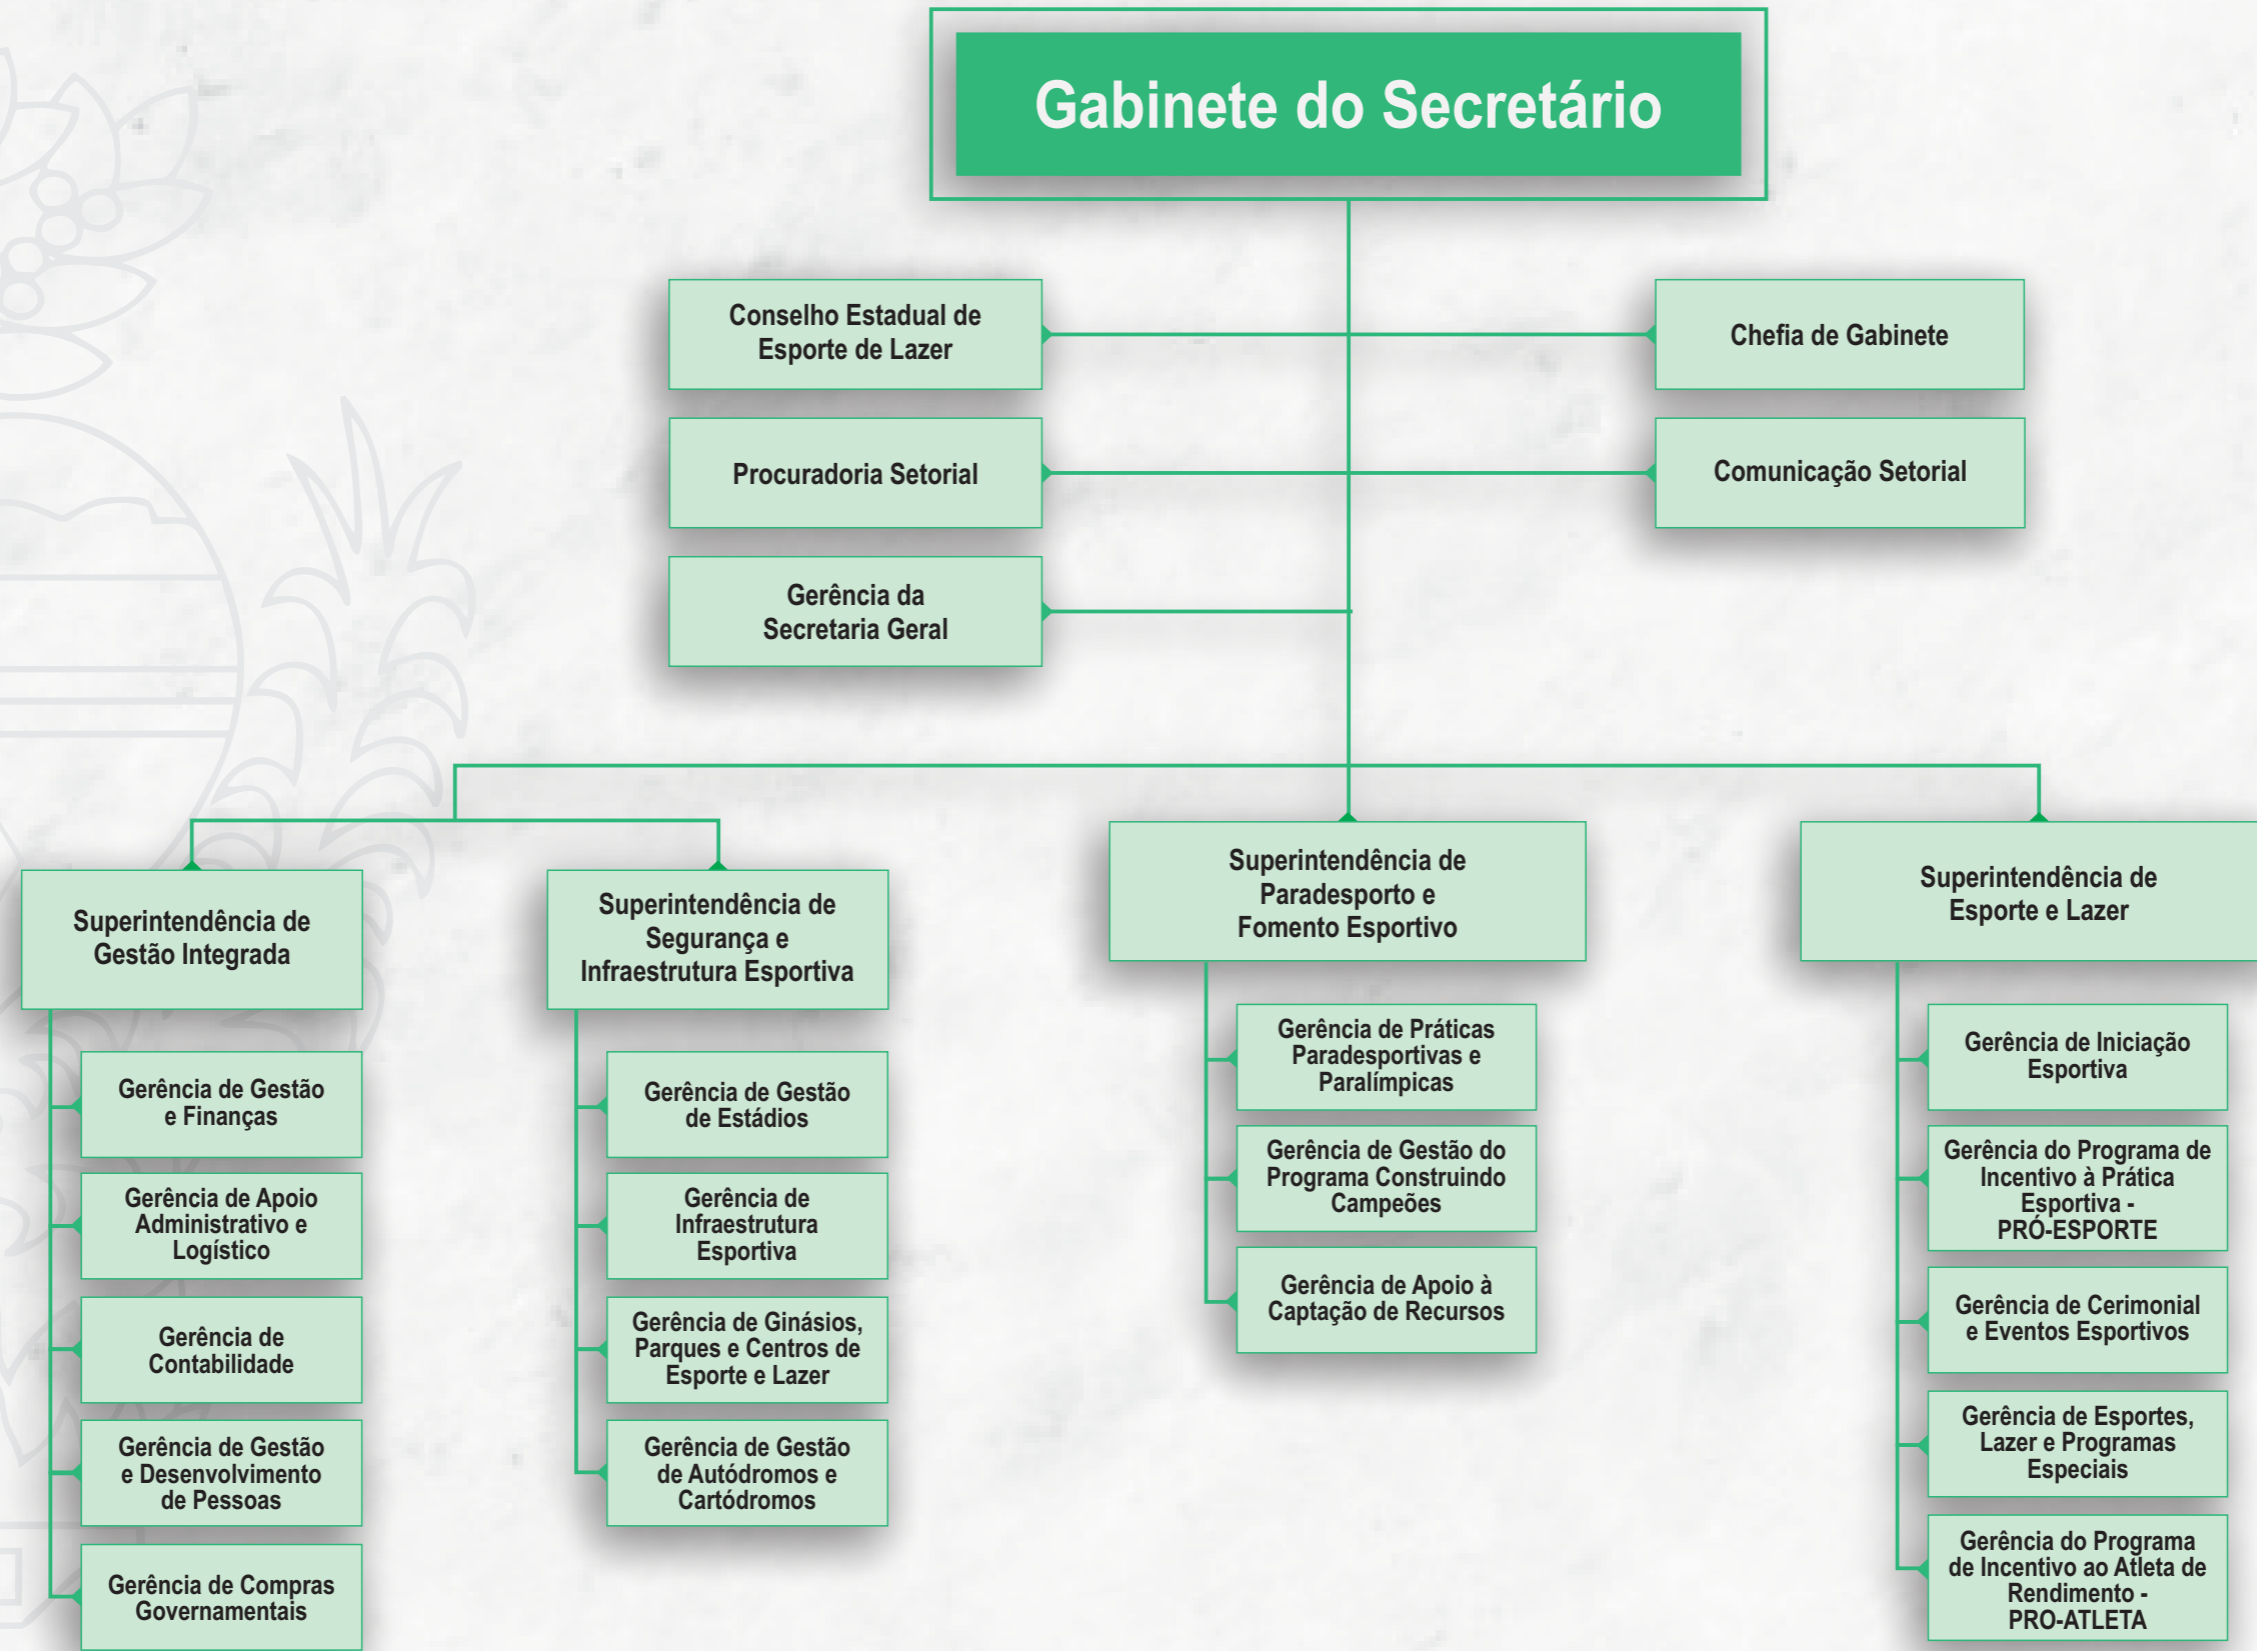 Gabinete do Secretário
Conselho Estadual de
Esporte de Lazer
Chefia de Gabinete
Procuradoria Setorial
Comunicação Setorial
Gerência da
Secretaria Geral
Superintendência de
Gestão Integrada
Gerência de Gestão
e Finanças
Gerência de Apoio
Administrativo e
Logístico
Gerência de
Contabilidade
Gerência de Gestão
e Desenvolvimento
de Pessoas
Gerência de Compras
Governamentais
Superintendência de
Segurança e
Infraestrutura Esportiva
Gerência de Gestão
de Estádios
Gerência de
Infraestrutura
Esportiva
Gerência de Ginásios,
Parques e Centros de
Esporte e Lazer
Gerência de Gestão
de Autódromos e
Cartódromos
Superintendência de
Paradesporto e
Fomento Esportivo
Gerência de Práticas
Paradesportivas e
Paralímpicas
Gerência de Gestão do
Programa Construindo
Campeões
Gerência de Apoio à
Captação de Recursos
Superintendência de
Esporte e Lazer
Gerência de Iniciação
Esportiva
Gerência do Programa de
Incentivo à Prática
Esportiva -
PRÓ-ESPORTE
Gerência de Cerimonial
e Eventos Esportivos
Gerência de Esportes,
Lazer e Programas
Especiais
Gerência do Programa
de Incentivo ao Atleta de
Rendimento -
PRO-ATLETA